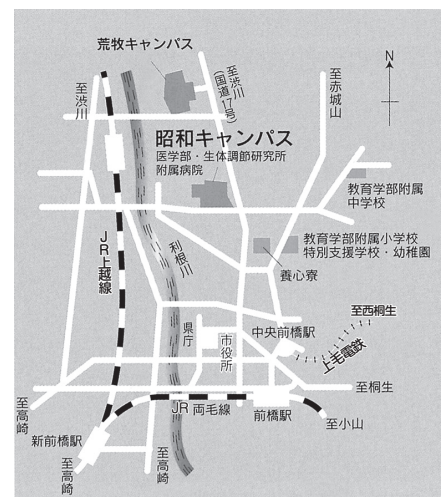 荒牧キャンパス
至渋川
(国道17号)
N
至渋川
至赤城山
昭和キャンパス
医学部・生体調節研究所
附属病院
教育学部附属
中学校
教育学部附属小学校
特別支援学校・幼稚園
養心寮
JR上越線
利根川
県庁
市役所
中央前橋駅
至西桐生
上毛電鉄
至桐生
至高崎
JR両毛線
前橋駅
至小山
新前橋駅
至高崎
至高崎